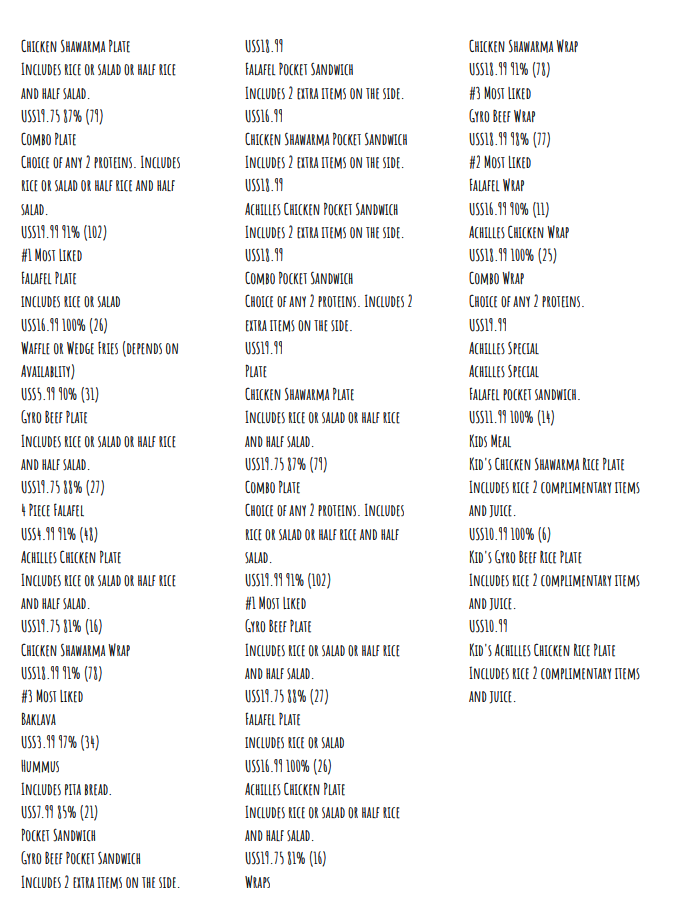 Chicken Shawarma Plate
Includes rice or salad or half rice
and half salad.
US$19.75 87% (79)
Combo Plate
Choice of any 2 proteins. Includes
rice or salad or half rice and half
salad.
US$19.99 91% (102)
#1 Most Liked
Falafel Plate
includes rice or salad
US$16.99 100% (26)
Waffle or Wedge Fries (depends on
Availablity)
US$5.99 90% (31)
Gyro Beef Plate
Includes rice or salad or half rice
and half salad.
US$19.75 88% (27)
4 Piece Falafel
US$4.99 91% (48)
Achilles Chicken Plate
Includes rice or salad or half rice
and half salad.
US$19.75 81% (16)
Chicken Shawarma Wrap
US$18.99 91% (78)
#3 Most Liked
Baklava
US$3.99 97% (34)
Hummus
Includes pita bread.
US$7.99 85% (21)
Pocket Sandwich
Gyro Beef Pocket Sandwich
Includes 2 extra items on the side.
US$18.99
Falafel Pocket Sandwich
Includes 2 extra items on the side.
US$16.99
Chicken Shawarma Pocket Sandwich
Includes 2 extra items on the side.
US$18.99
Achilles Chicken Pocket Sandwich
Includes 2 extra items on the side.
US$18.99
Combo Pocket Sandwich
Choice of any 2 proteins. Includes 2
extra items on the side.
US$19.99
Plate
Chicken Shawarma Plate
Includes rice or salad or half rice
and half salad.
US$19.75 87% (79)
Combo Plate
Choice of any 2 proteins. Includes
rice or salad or half rice and half
salad.
US$19.99 91% (102)
#1 Most Liked
Gyro Beef Plate
Includes rice or salad or half rice
and half salad.
US$19.75 88% (27)
Falafel Plate
includes rice or salad
US$16.99 100% (26)
Achilles Chicken Plate
Includes rice or salad or half rice
and half salad.
US$19.75 81% (16)
Wraps
Chicken Shawarma Wrap
US$18.99 91% (78)
#3 Most Liked
Gyro Beef Wrap
US$18.99 98% (77)
#2 Most Liked
Falafel Wrap
US$16.99 90% (11)
Achilles Chicken Wrap
US$18.99 100% (25)
Combo Wrap
Choice of any 2 proteins.
US$19.99
Achilles Special
Achilles Special
Falafel pocket sandwich.
US$11.99 100% (14)
Kids Meal
Kid's Chicken Shawarma Rice Plate
Includes rice 2 complimentary items
and juice.
US$10.99 100% (6)
Kid's Gyro Beef Rice Plate
Includes rice 2 complimentary items
and juice.
US$10.99
Kid's Achilles Chicken Rice Plate
Includes rice 2 complimentary items
and juice.